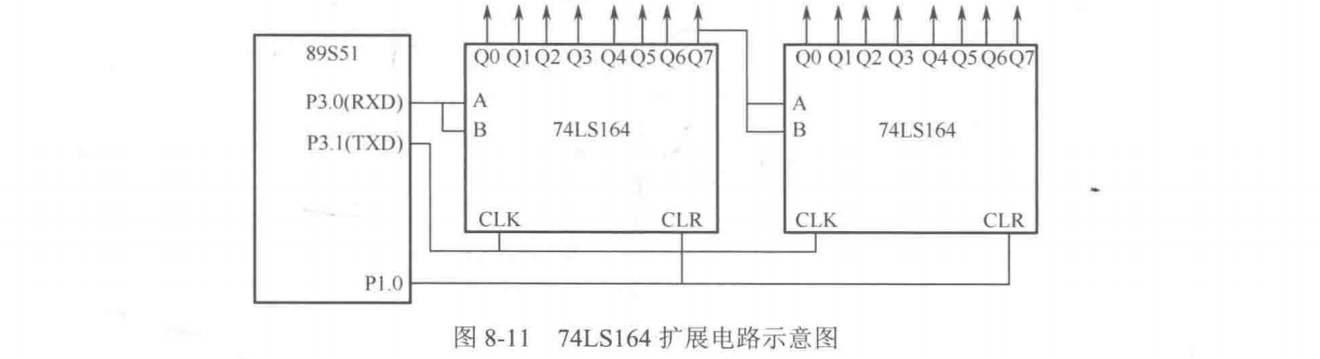 89S51
P3.0(RXD)
P3.1(TXD)
P1.0
Q0 Q1 Q2 Q3 Q4 Q5 Q6 Q7
A
B
74LS164
CLK
CLR
Q0 Q1 Q2 Q3 Q4 Q5 Q6 Q7
A
B
74LS164
CLK
CLR
图 8-11 74LS164 扩展电路示意图